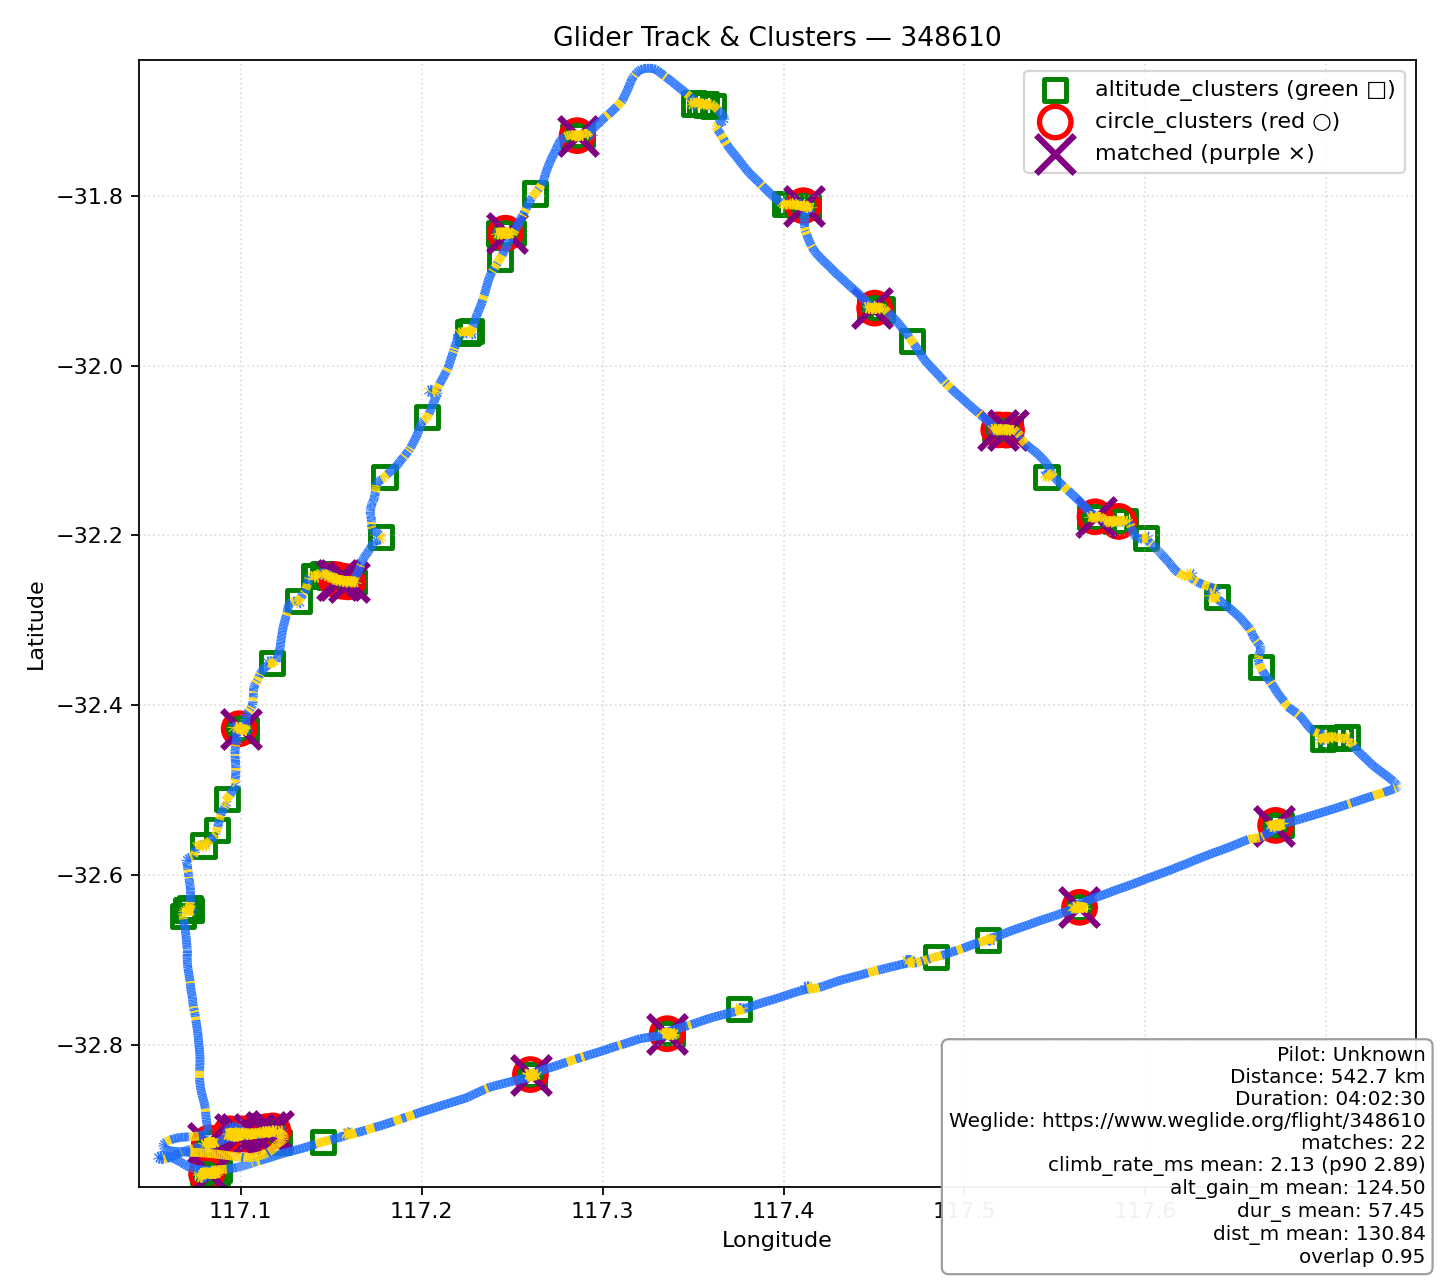 Glider Track & Clusters — 348610
altitude_clusters (green □)
circle_clusters (red ○)
matched (purple ×)
−31.8
−32.0
−32.2
−32.4
−32.6
−32.8
Latitude
117.1
117.2
117.3
117.4
117.5
117.6
Longitude
Pilot: Unknown
Distance: 542.7 km
Duration: 04:02:30
Weglide: https://www.weglide.org/flight/348610
matches: 22
climb_rate_ms mean: 2.13 (p90 2.89)
alt_gain_m mean: 124.50
dur_s mean: 57.45
dist_m mean: 130.84
overlap 0.95